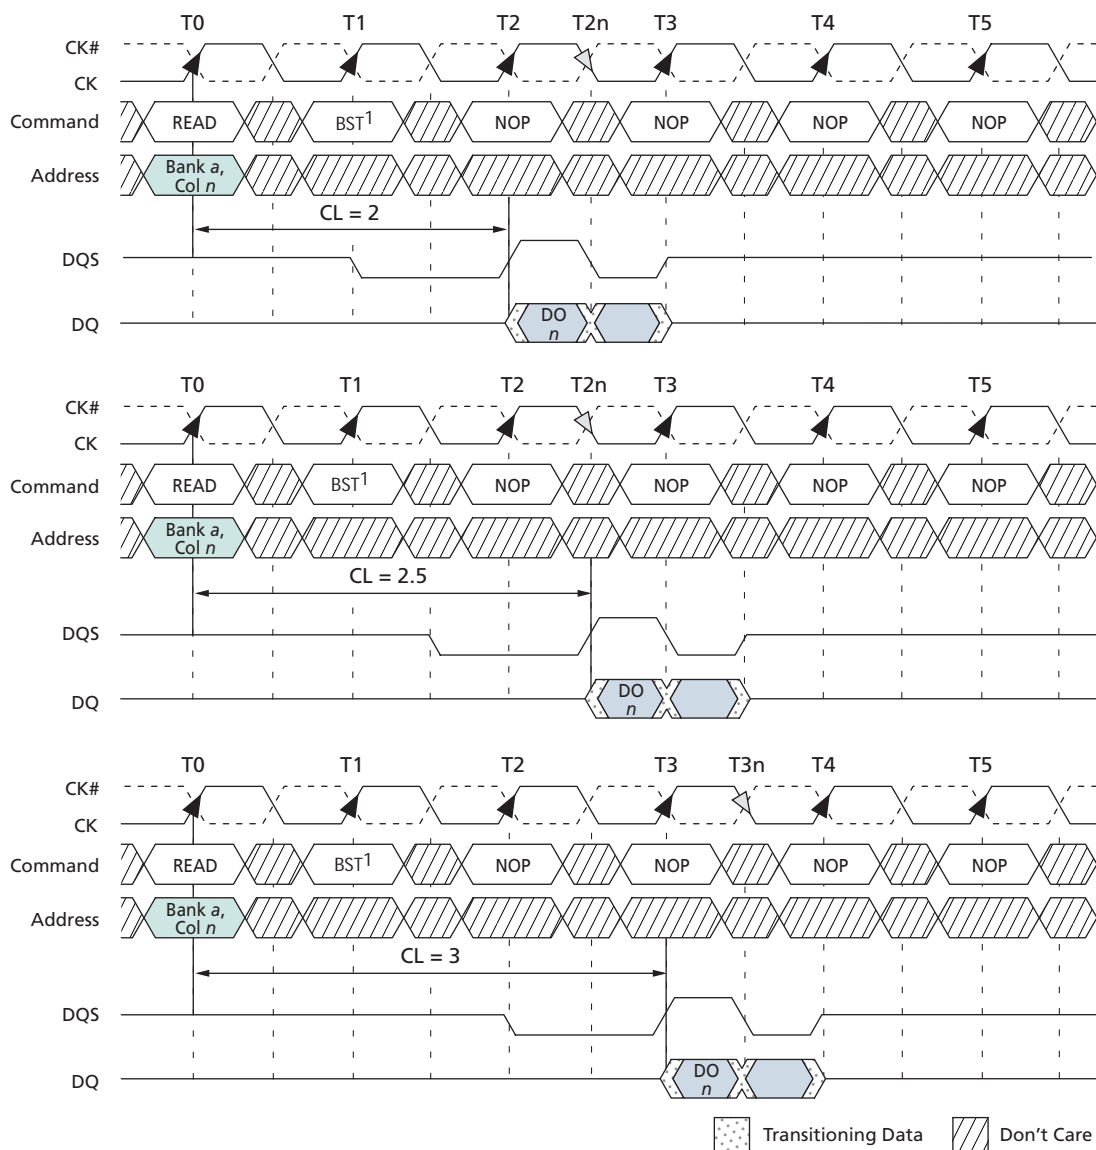 T0 T1 T2 T2n T3 T4 T5
CK#
CK
Command READ BST1 NOP NOP NOP NOP
Address Bank a,
Col n
CL = 2
DQS
DQ DO
n
T0 T1 T2 T2n T3 T4 T5
CK#
CK
Command READ BST1 NOP NOP NOP NOP
Address Bank a,
Col n
CL = 2.5
DQS
DQ DO
n
T0 T1 T2 T3 T3n T4 T5
CK#
CK
Command READ BST1 NOP NOP NOP NOP
Address Bank a,
Col n
CL = 3
DQS
DQ DO
n
Transitioning Data Don't Care